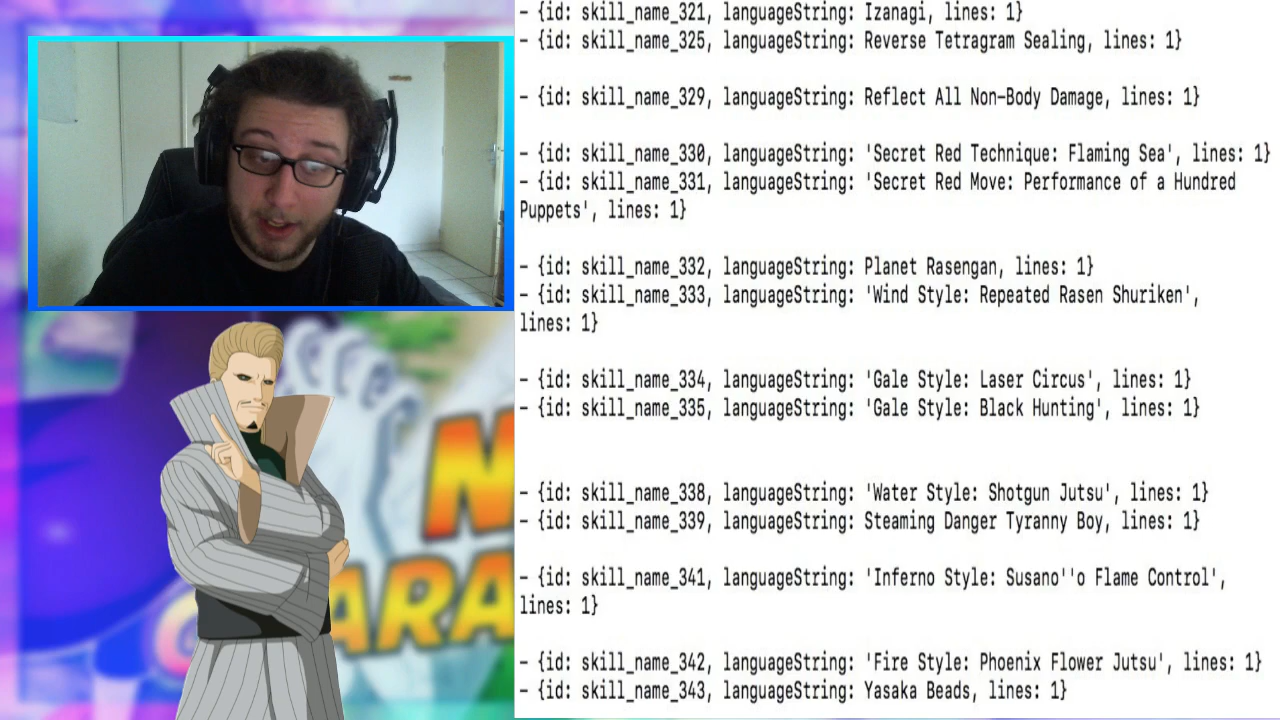 - {id: skill_name_321, languageString: Izanagi, lines: 1}
- {id: skill_name_325, languageString: Reverse Tetragram Sealing, lines: 1}
- {id: skill_name_329, languageString: Reflect All Non-Body Damage, lines: 1}
- {id: skill_name_330, languageString: 'Secret Red Technique: Flaming Sea', lines: 1}
- {id: skill_name_331, languageString: 'Secret Red Move: Performance of a Hundred
Puppets', lines: 1}
- {id: skill_name_332, languageString: Planet Rasengan, lines: 1}
- {id: skill_name_333, languageString: 'Wind Style: Repeated Rasen Shuriken',
lines: 1}
- {id: skill_name_334, languageString: 'Gale Style: Laser Circus', lines: 1}
- {id: skill_name_335, languageString: 'Gale Style: Black Hunting', lines: 1}
- {id: skill_name_338, languageString: 'Water Style: Shotgun Jutsu', lines: 1}
- {id: skill_name_339, languageString: Steaming Danger Tyranny Boy, lines: 1}
- {id: skill_name_341, languageString: 'Inferno Style: Susano''o Flame Control',
lines: 1}
- {id: skill_name_342, languageString: 'Fire Style: Phoenix Flower Jutsu', lines: 1}
- {id: skill_name_343, languageString: Yasaka Beads, lines: 1}